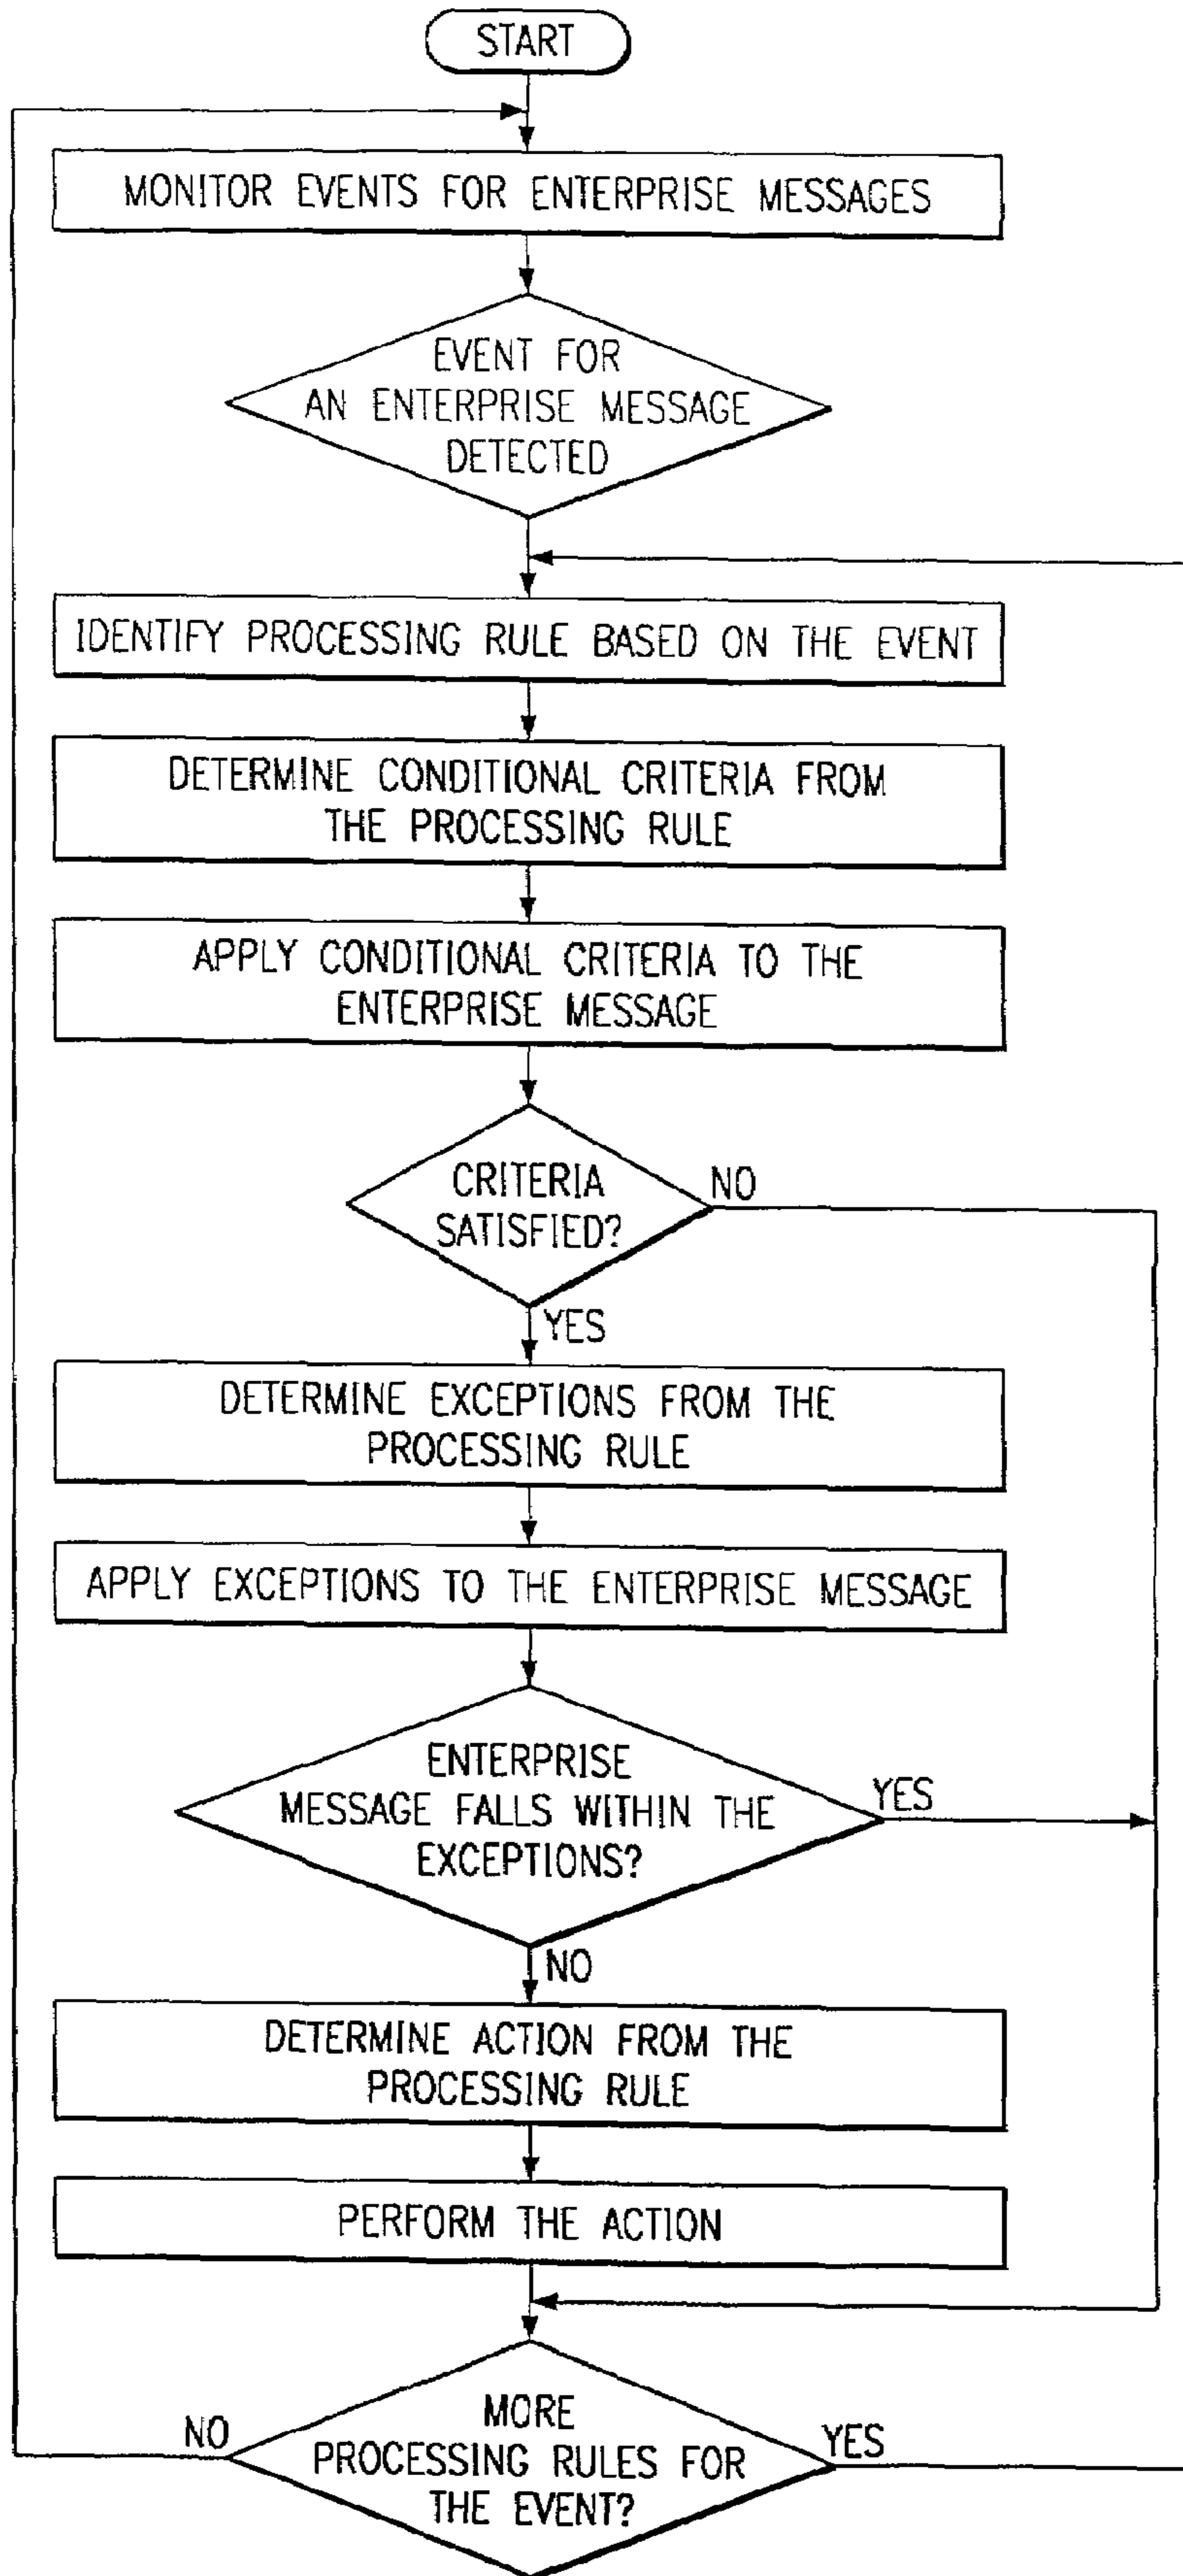 START
MONITOR EVENTS FOR ENTERPRISE MESSAGES
EVENT FOR
AN ENTERPRISE MESSAGE
DETECTED
IDENTIFY PROCESSING RULE BASED ON THE EVENT
DETERMINE CONDITIONAL CRITERIA FROM
THE PROCESSING RULE
APPLY CONDITIONAL CRITERIA TO THE
ENTERPRISE MESSAGE
CRITERIA
SATISFIED?
NO
YES
DETERMINE EXCEPTIONS FROM THE
PROCESSING RULE
APPLY EXCEPTIONS TO THE ENTERPRISE MESSAGE
ENTERPRISE
MESSAGE FALLS WITHIN THE
EXCEPTIONS?
YES
NO
DETERMINE ACTION FROM THE
PROCESSING RULE
PERFORM THE ACTION
NO
MORE
PROCESSING RULES FOR
THE EVENT?
YES